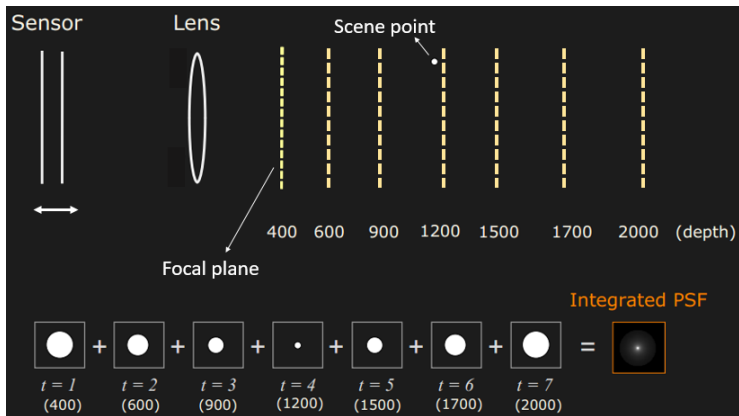 Sensor
Lens
Scene point
400 600 900 1200 1500 1700 2000 (depth)
Focal plane
Integrated PSF
+ + + + + + =
t = 1 t = 2 t = 3 t = 4 t = 5 t = 6 t = 7
(400) (600) (900) (1200) (1500) (1700) (2000)